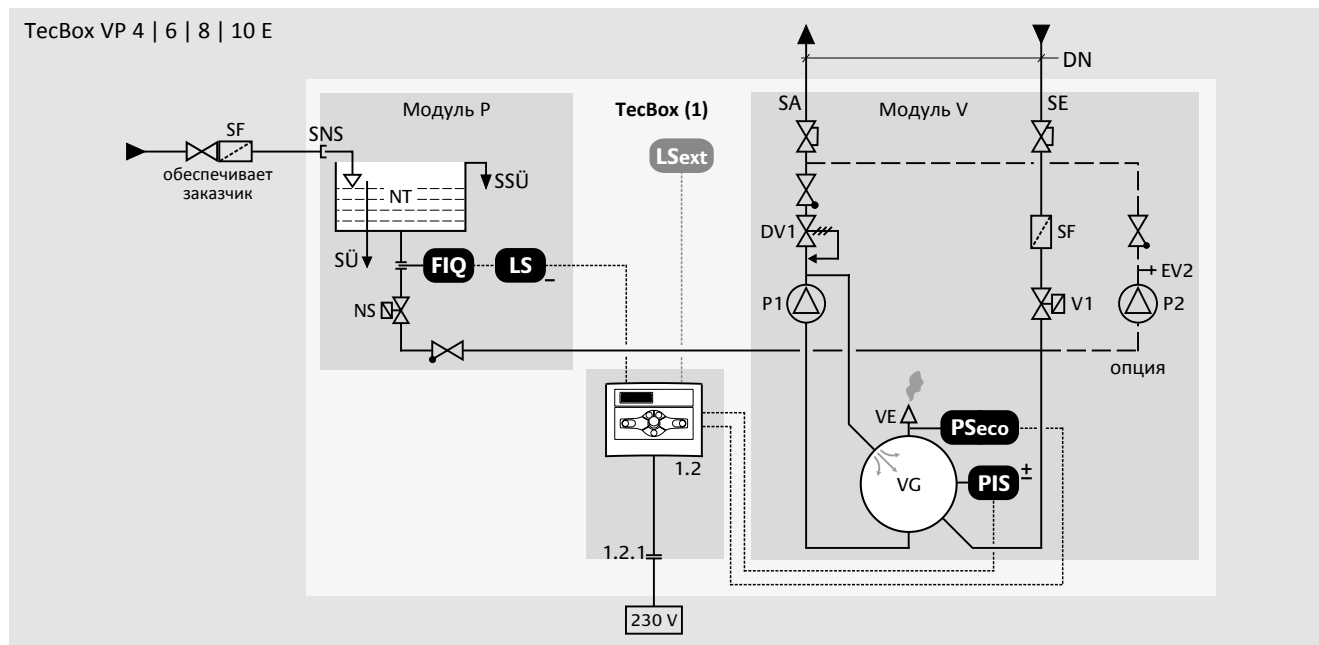 TecBox VP 4 | 6 | 8 | 10 E
DN
Модуль P
TecBox (1)
SA
Модуль V
SE
SF
SNS
LSext
обеспечивает
заказчик
NT
SSÜ
DV1
SF
SÜ
FIQ
LS
–
EV2
NS
P1
V1
P2
опция
VE
PSeco
1.2
VG
PIS
±
1.2.1
230 V